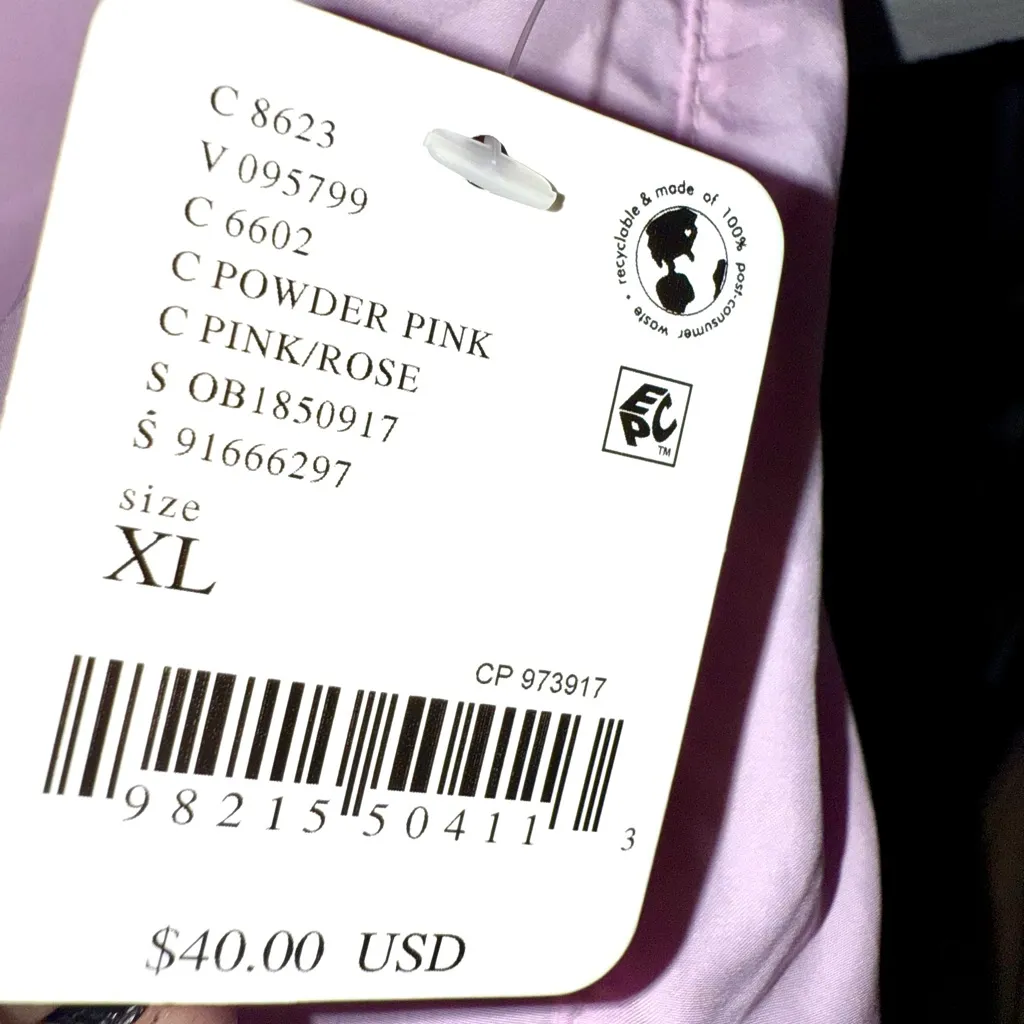 C 8623
V 095799
C 6602
C POWDER PINK
C PINK/ROSE
S OB1850917
S 91666297
size
XL
recyclable & made of 100% post-consumer waste •
EPC TM
CP 973917
98215 50411 3
$40.00 USD